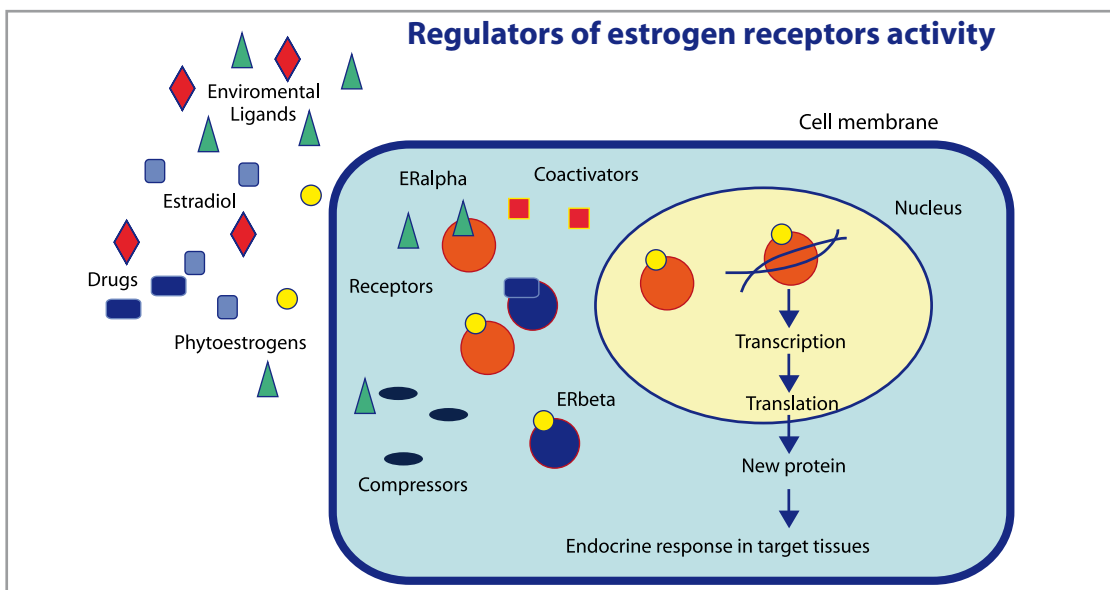 Regulators of estrogen receptors activity
Enviromental
Ligands
Cell membrane
ERalpha
Coactivators
Estradiol
Nucleus
Drugs
Receptors
Phytoestrogens
Transcription
ERbeta
Translation
New protein
Compressors
Endocrine response in target tissues